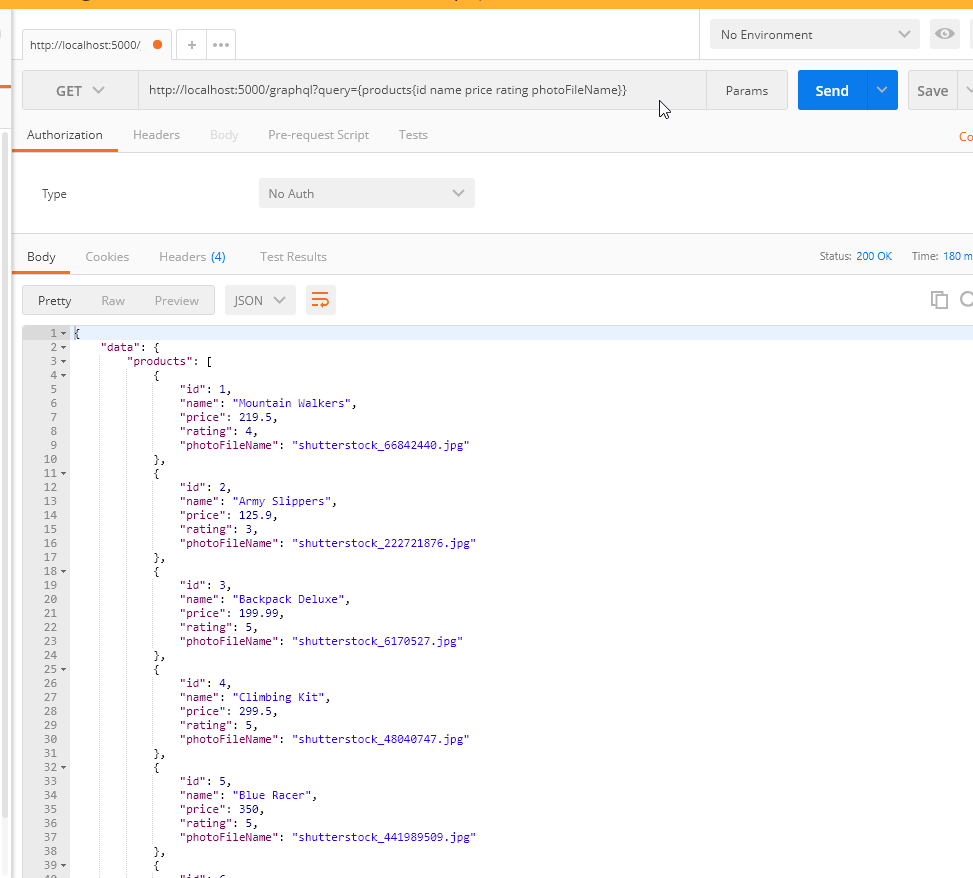 http://localhost:5000/
No Environment
GET
http://localhost:5000/graphql?query={products{id name price rating photoFileName}}
Params
Send
Save
Authorization
Headers
Body
Pre-request Script
Tests
Co
Type
No Auth
Body
Cookies
Headers (4)
Test Results
Status: 200 OK
Time: 180 m
Pretty
Raw
Preview
JSON
1 {
2 "data": {
3 "products": [
4 {
5 "id": 1,
6 "name": "Mountain Walkers",
7 "price": 219.5,
8 "rating": 4,
9 "photoFileName": "shutterstock_66842440.jpg"
10 },
11 {
12 "id": 2,
13 "name": "Army Slippers",
14 "price": 125.9,
15 "rating": 3,
16 "photoFileName": "shutterstock_222721876.jpg"
17 },
18 {
19 "id": 3,
20 "name": "Backpack Deluxe",
21 "price": 199.99,
22 "rating": 5,
23 "photoFileName": "shutterstock_6170527.jpg"
24 },
25 {
26 "id": 4,
27 "name": "Climbing Kit",
28 "price": 299.5,
29 "rating": 5,
30 "photoFileName": "shutterstock_48040747.jpg"
31 },
32 {
33 "id": 5,
34 "name": "Blue Racer",
35 "price": 350,
36 "rating": 5,
37 "photoFileName": "shutterstock_441989509.jpg"
38 },
39 {